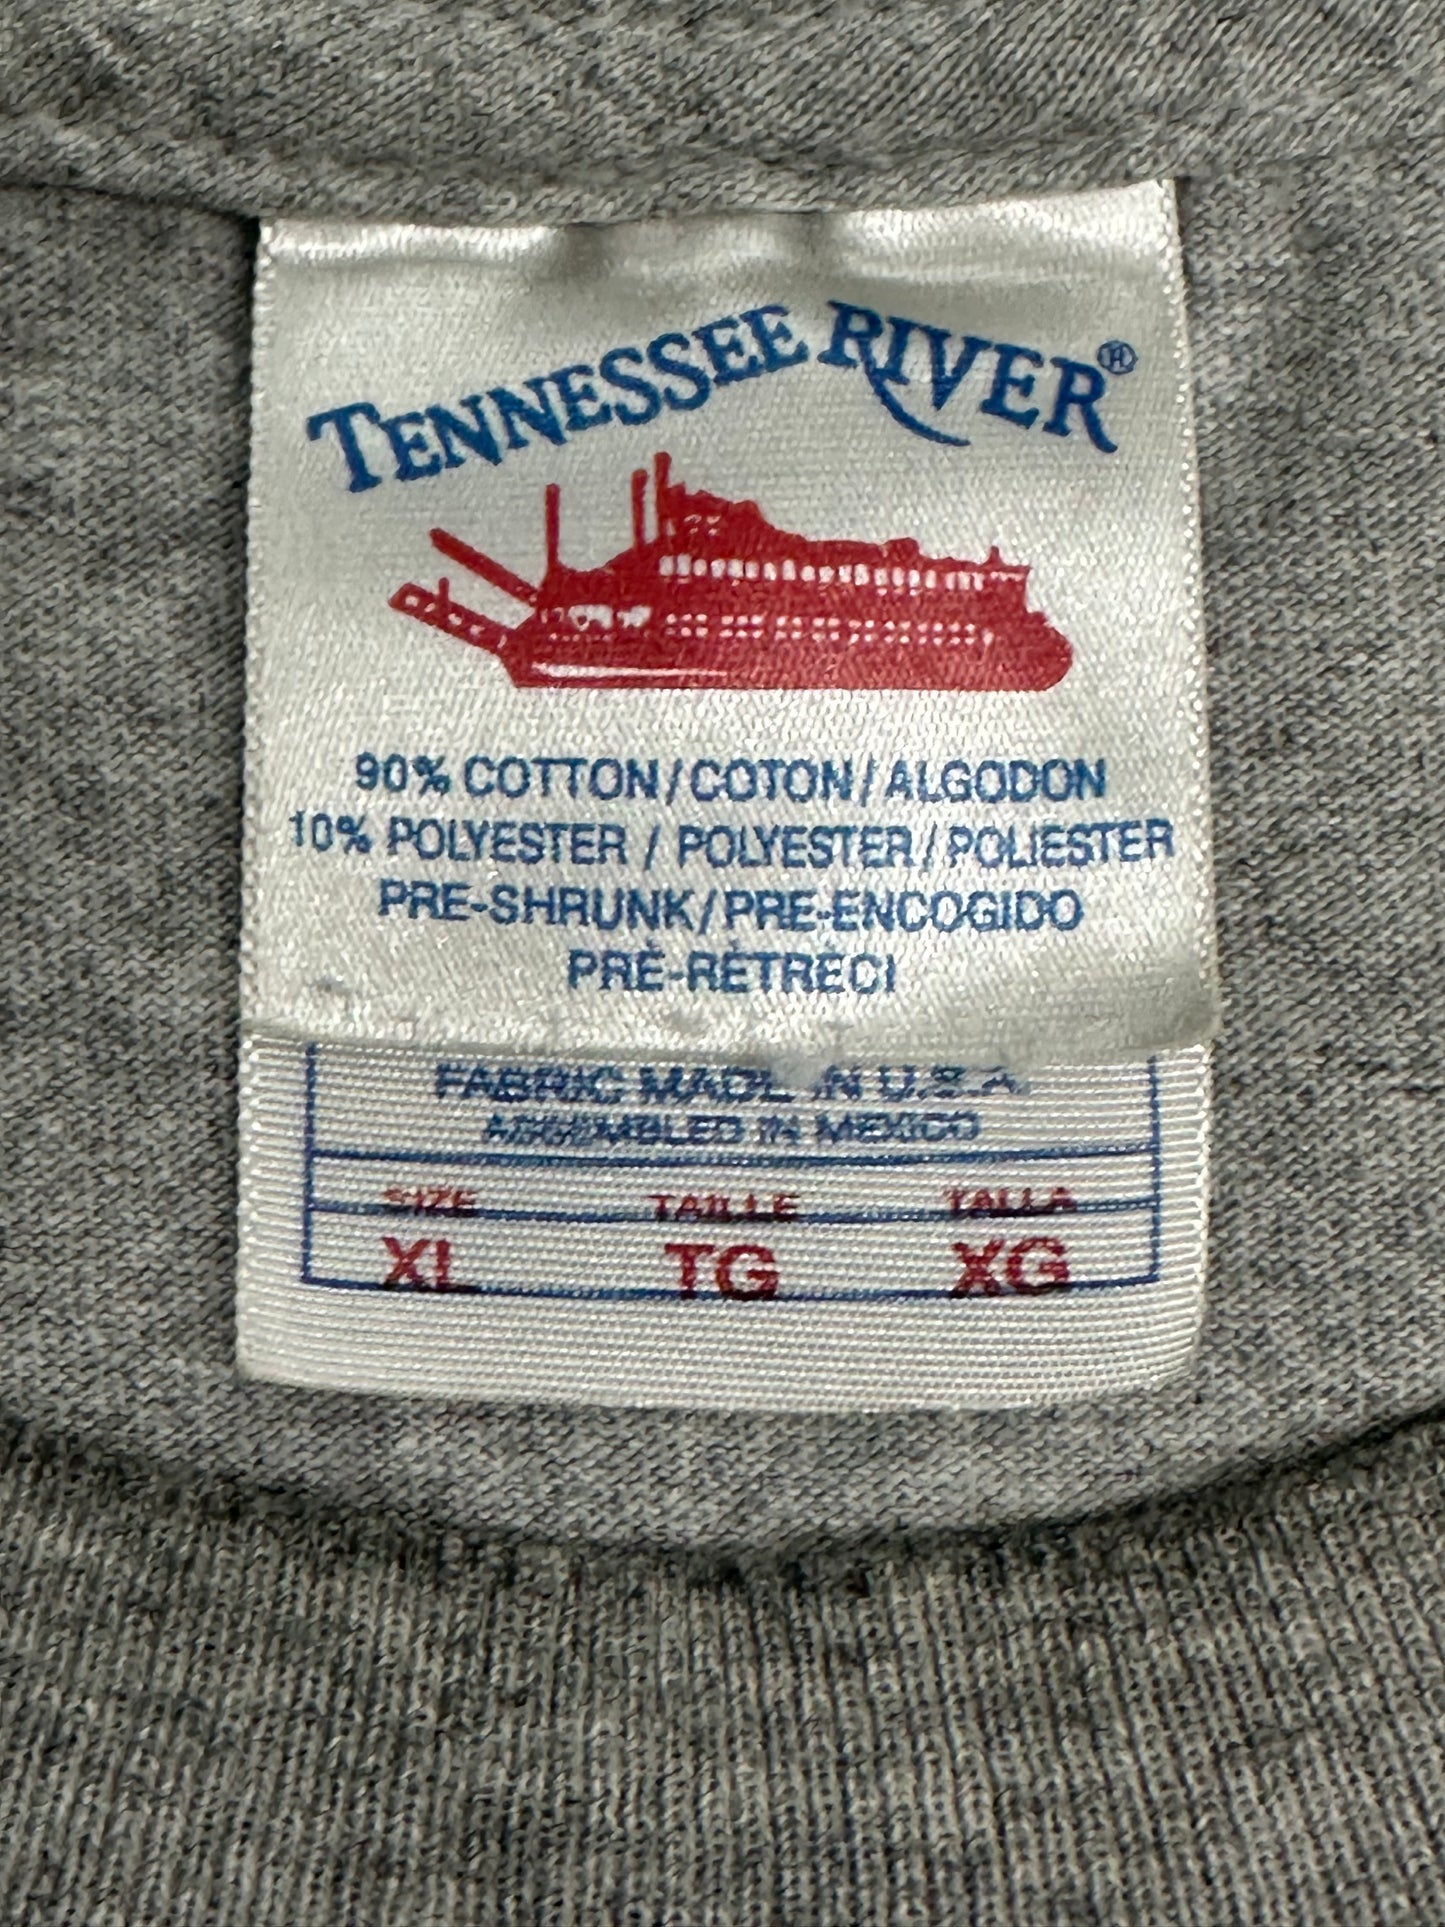 TENNESSEE RIVER®
90% COTTON/COTON/ALGODON
10% POLYESTER / POLYESTER / POLIESTER
PRE-SHRUNK/PRE-ENCOGIDO
PRÉ-RÉTRÉCI
FABRIC MADE IN U.S.A.
ASSEMBLED IN MEXICO
SIZE TAILLE TALLA
XL TG XG